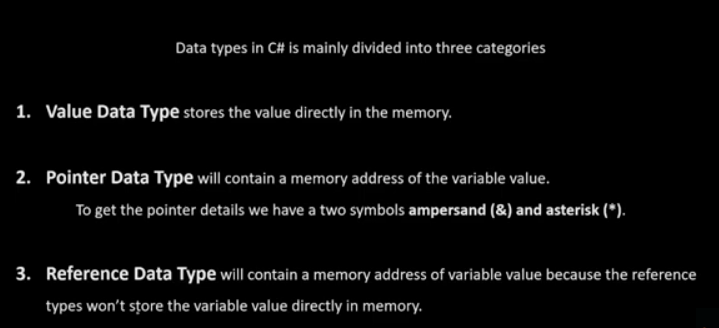 Data types in C# is mainly divided into three categories
1. Value Data Type stores the value directly in the memory.
2. Pointer Data Type will contain a memory address of the variable value.
To get the pointer details we have a two symbols ampersand (&) and asterisk (*).
3. Reference Data Type will contain a memory address of variable value because the reference
types won't store the variable value directly in memory.